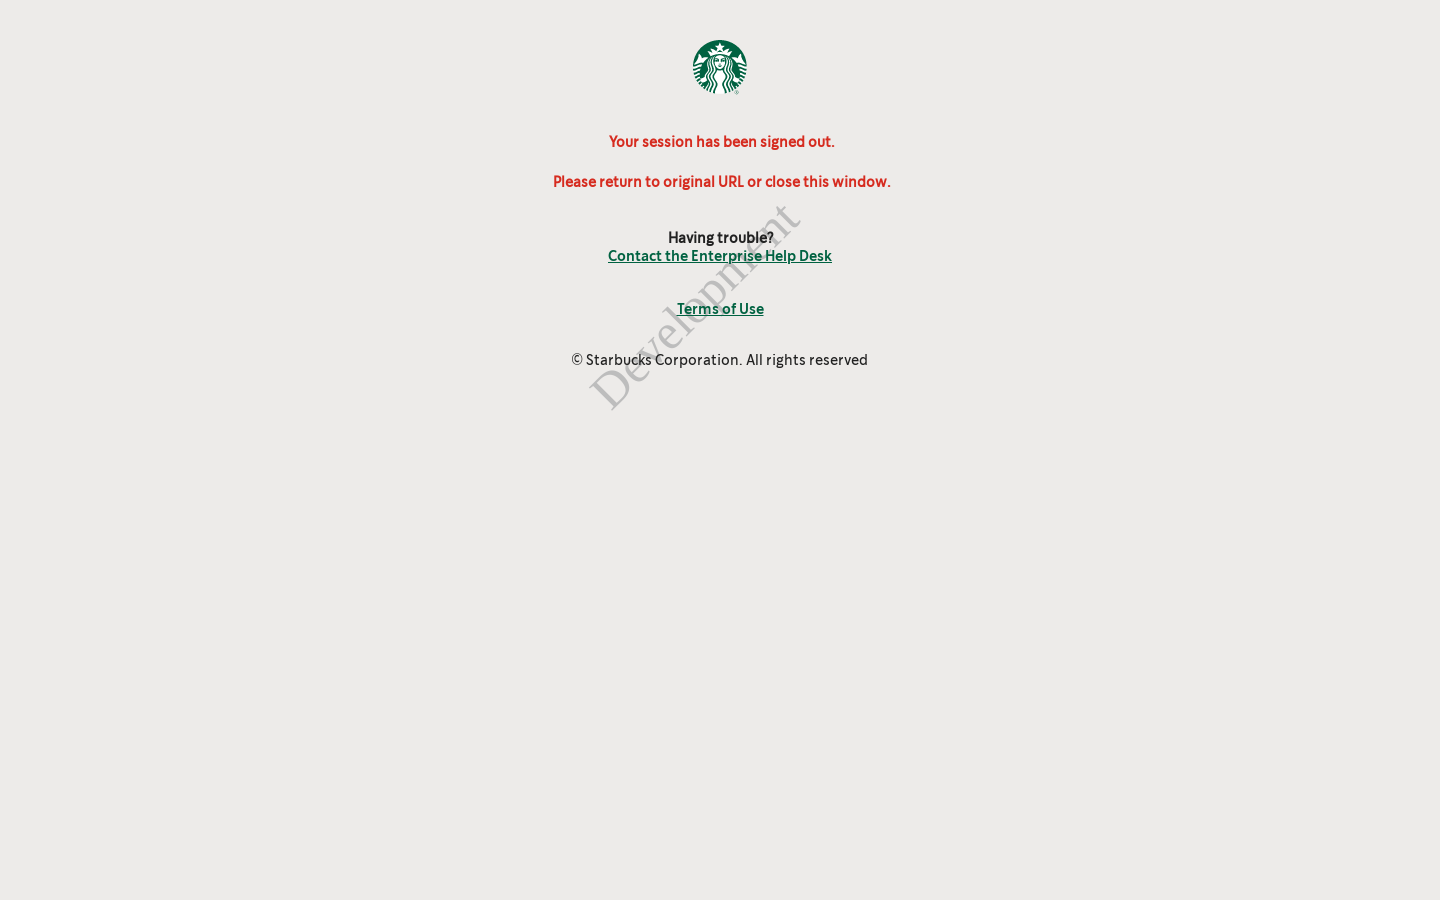 Your session has been signed out.
Please return to original URL or close this window.
Having trouble?
Contact the Enterprise Help Desk
Terms of Use
© Starbucks Corporation. All rights reserved
Development